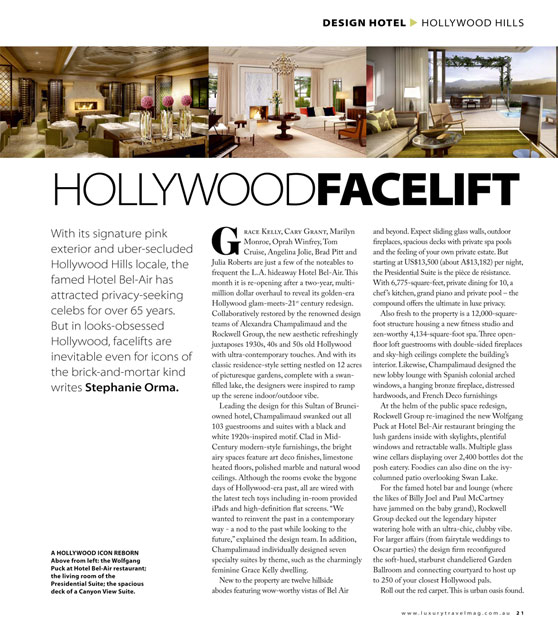 DESIGN HOTEL ▶ HOLLYWOOD HILLS
HOLLYWOODFACELIFT
With its signature pink
exterior and uber-secluded
Hollywood Hills locale, the
famed Hotel Bel-Air has
attracted privacy-seeking
celebs for over 65 years.
But in looks-obsessed
Hollywood, facelifts are
inevitable even for icons of
the brick-and-mortar kind
writes Stephanie Orma.
A HOLLYWOOD ICON REBORN
Above from left: the Wolfgang
Puck at Hotel Bel-Air restaurant;
the living room of the
Presidential Suite; the spacious
deck of a Canyon View Suite.
GRACE KELLY, CARY GRANT, Marilyn
Monroe, Oprah Winfrey, Tom
Cruise, Angelina Jolie, Brad Pitt and
Julia Roberts are just a few of the noteables to
frequent the L.A. hideaway Hotel Bel-Air. This
month it is re-opening after a two-year, multi-
million dollar overhaul to reveal its golden-era
Hollywood glam-meets-21st century redesign.
Collaboratively restored by the renowned design
teams of Alexandra Champalimaud and the
Rockwell Group, the new aesthetic refreshingly
juxtaposes 1930s, 40s and 50s old Hollywood
with ultra-contemporary touches. And with its
classic residence-style setting nestled on 12 acres
of picturesque gardens, complete with a swan-
filled lake, the designers were inspired to ramp
up the serene indoor/outdoor vibe.
Leading the design for this Sultan of Brunei-
owned hotel, Champalimaud swanked out all
103 guestrooms and suites with a black and
white 1920s-inspired motif. Clad in Mid-
Century modern-style furnishings, the bright
airy spaces feature art deco finishes, limestone
heated floors, polished marble and natural wood
ceilings. Although the rooms evoke the bygone
days of Hollywood-era past, all are wired with
the latest tech toys including in-room provided
iPads and high-definition flat screens. “We
wanted to reinvent the past in a contemporary
way - a nod to the past while looking to the
future,” explained the design team. In addition,
Champalimaud individually designed seven
specialty suites by theme, such as the charmingly
feminine Grace Kelly dwelling.
New to the property are twelve hillside
abodes featuring wow-worthy vistas of Bel Air
and beyond. Expect sliding glass walls, outdoor
fireplaces, spacious decks with private spa pools
and the feeling of your own private estate. But
starting at US$13,500 (about A$13,182) per night,
the Presidential Suite is the pièce de résistance.
With 6,775-square-feet, private dining for 10, a
chef’s kitchen, grand piano and private pool – the
compound offers the ultimate in luxe privacy.
Also fresh to the property is a 12,000-square-
foot structure housing a new fitness studio and
zen-worthy 4,134-square-foot spa. Three open-
floor loft guestrooms with double-sided fireplaces
and sky-high ceilings complete the building’s
interior. Likewise, Champalimaud designed the
new lobby lounge with Spanish colonial arched
windows, a hanging bronze fireplace, distressed
hardwoods, and French Deco furnishings
At the helm of the public space redesign,
Rockwell Group re-imagined the new Wolfgang
Puck at Hotel Bel-Air restaurant bringing the
lush gardens inside with skylights, plentiful
windows and retractable walls. Multiple glass
wine cellars displaying over 2,400 bottles dot the
posh eatery. Foodies can also dine on the ivy-
columned patio overlooking Swan Lake.
For the famed hotel bar and lounge (where
the likes of Billy Joel and Paul McCartney
have jammed on the baby grand), Rockwell
Group decked out the legendary hipster
watering hole with an ultra-chic, clubby vibe.
For larger affairs (from fairytale weddings to
Oscar parties) the design firm reconfigured
the soft-hued, starburst chandeliered Garden
Ballroom and connecting courtyard to host up
to 250 of your closest Hollywood pals.
Roll out the red carpet. This is urban oasis found.
www.luxurytravelmag.com.au 21